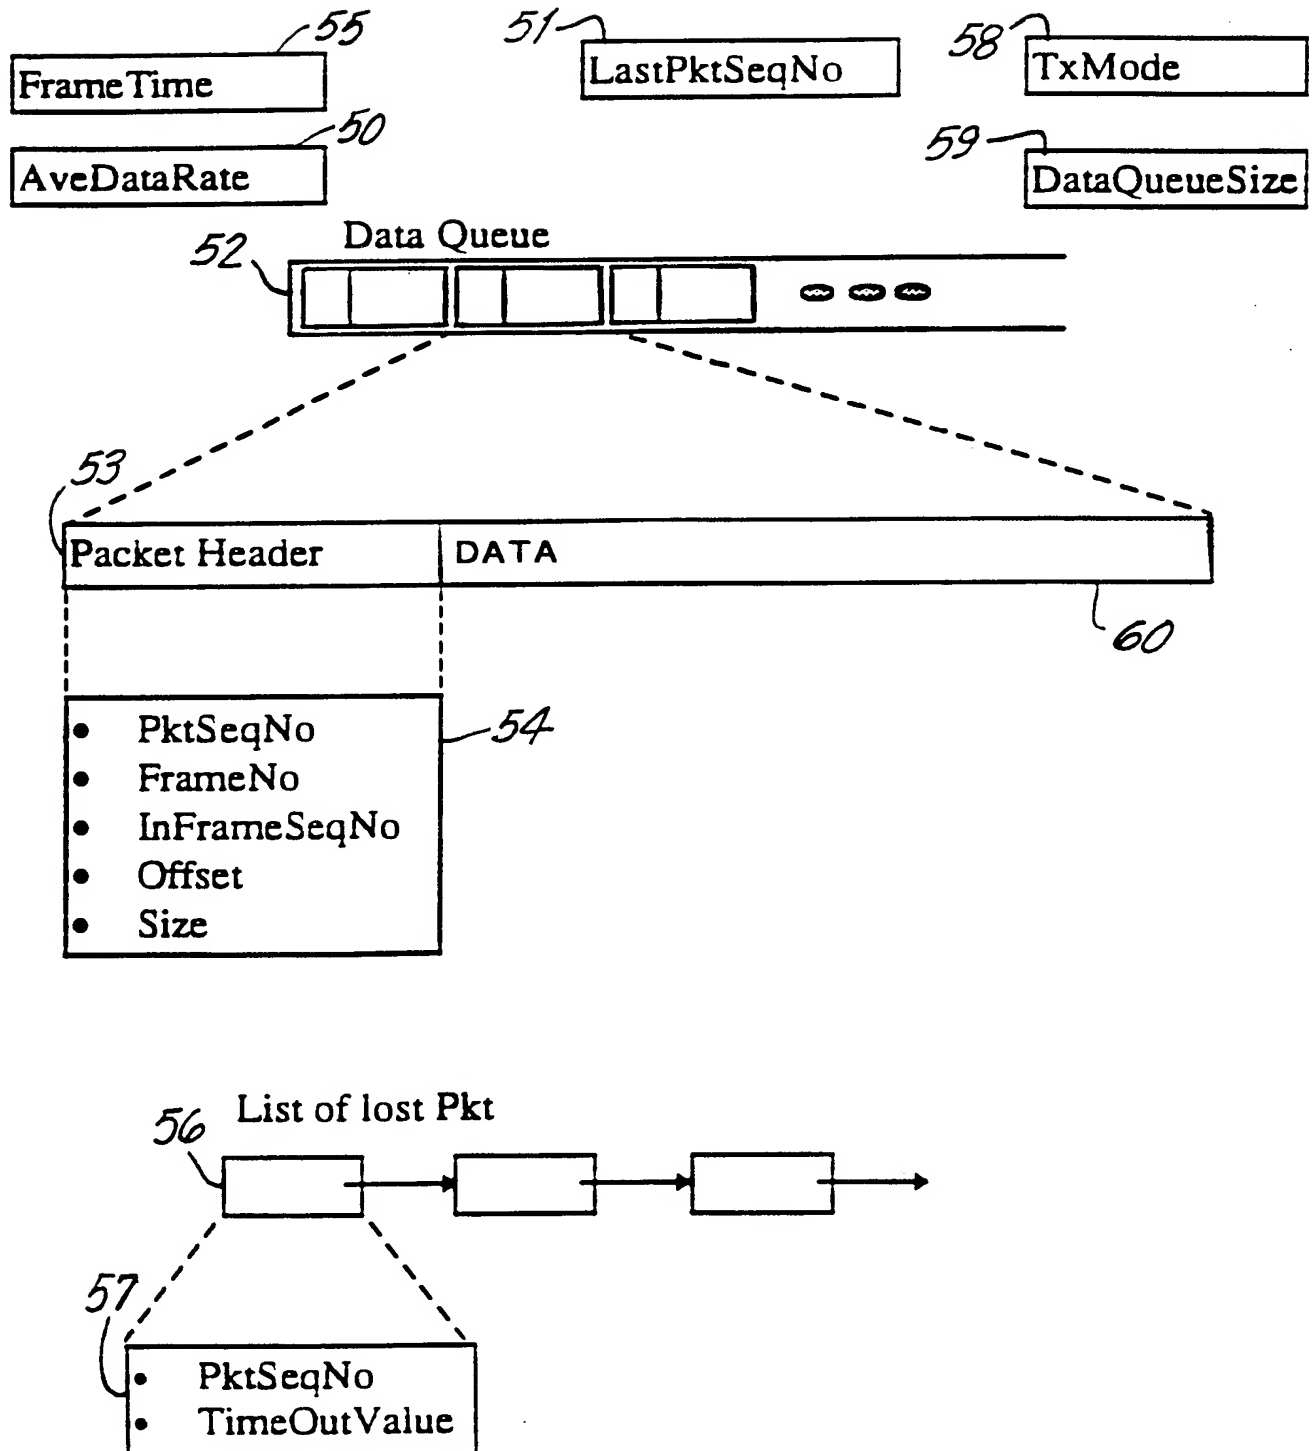 55
51
58
FrameTime
LastPktSeqNo
TxMode
50
59
AveDataRate
DataQueueSize
52
Data Queue
53
Packet Header
DATA
60
• PktSeqNo
54
• FrameNo
• InFrameSeqNo
• Offset
• Size
List of lost Pkt
56
57
• PktSeqNo
• TimeOutValue